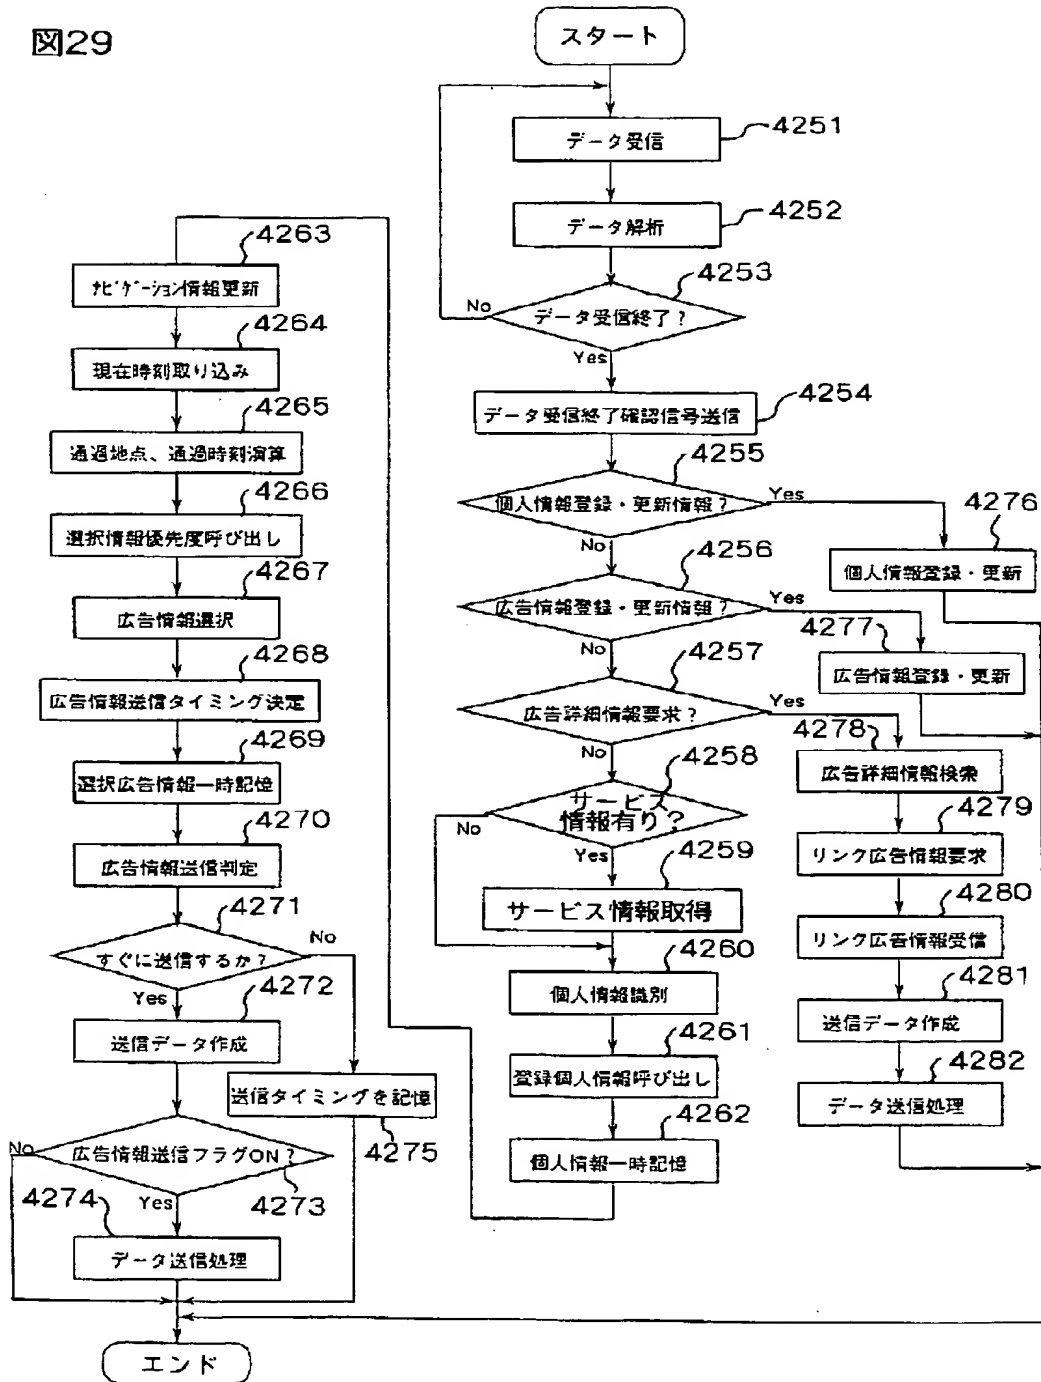 図29
スタート
4251
データ受信
4252
データ解析
4253
データ受信終了？
No
Yes
4254
データ受信終了確認信号送信
4255
個人情報登録・更新情報？
Yes
No
4276
個人情報登録・更新
4256
広告情報登録・更新情報？
Yes
No
4277
広告情報登録・更新
4257
広告詳細情報要求？
Yes
No
4278
広告詳細情報検索
4258
サービス
情報有り？
No
Yes
4279
リンク広告情報要求
4259
サービス情報取得
4280
リンク広告情報受信
4260
個人情報識別
4281
送信データ作成
4261
登録個人情報呼び出し
4282
データ送信処理
4262
個人情報一時記憶
4263
ナビゲーション情報更新
4264
現在時刻取り込み
4265
通過地点、通過時刻演算
4266
選択情報優先度呼び出し
4267
広告情報選択
4268
広告情報送信タイミング決定
4269
選択広告情報一時記憶
4270
広告情報送信判定
4271
すぐに送信するか？
No
Yes
4272
送信データ作成
送信タイミングを記憶
4275
広告情報送信フラグON？
No
Yes
4273
4274
データ送信処理
エンド